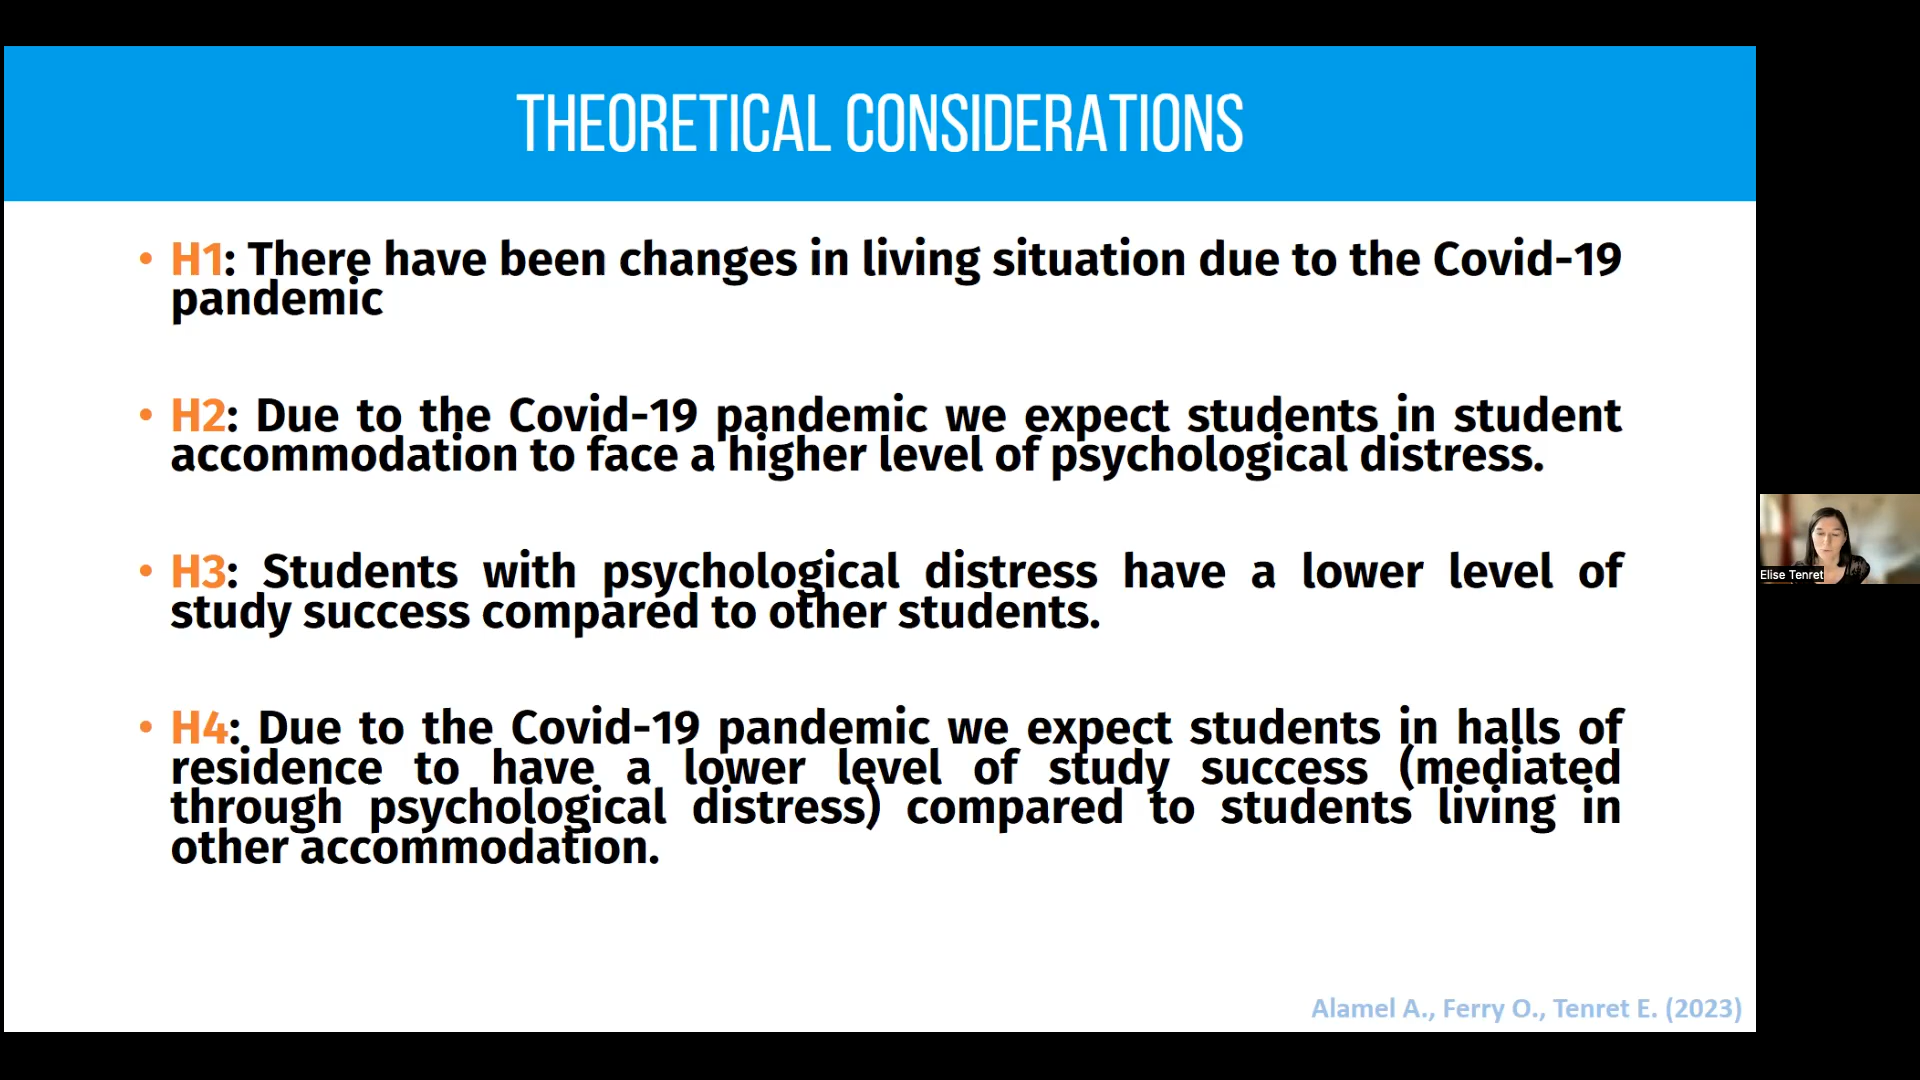 THEORETICAL CONSIDERATIONS
• H1: There have been changes in living situation due to the Covid-19
pandemic
• H2: Due to the Covid-19 pandemic we expect students in student
accommodation to face a higher level of psychological distress.
• H3: Students with psychological distress have a lower level of
study success compared to other students.
• H4: Due to the Covid-19 pandemic we expect students in halls of
residence to have a lower level of study success (mediated
through psychological distress) compared to students living in
other accommodation.
Alamel A., Ferry O., Tenret E. (2023)
Elise Tenret